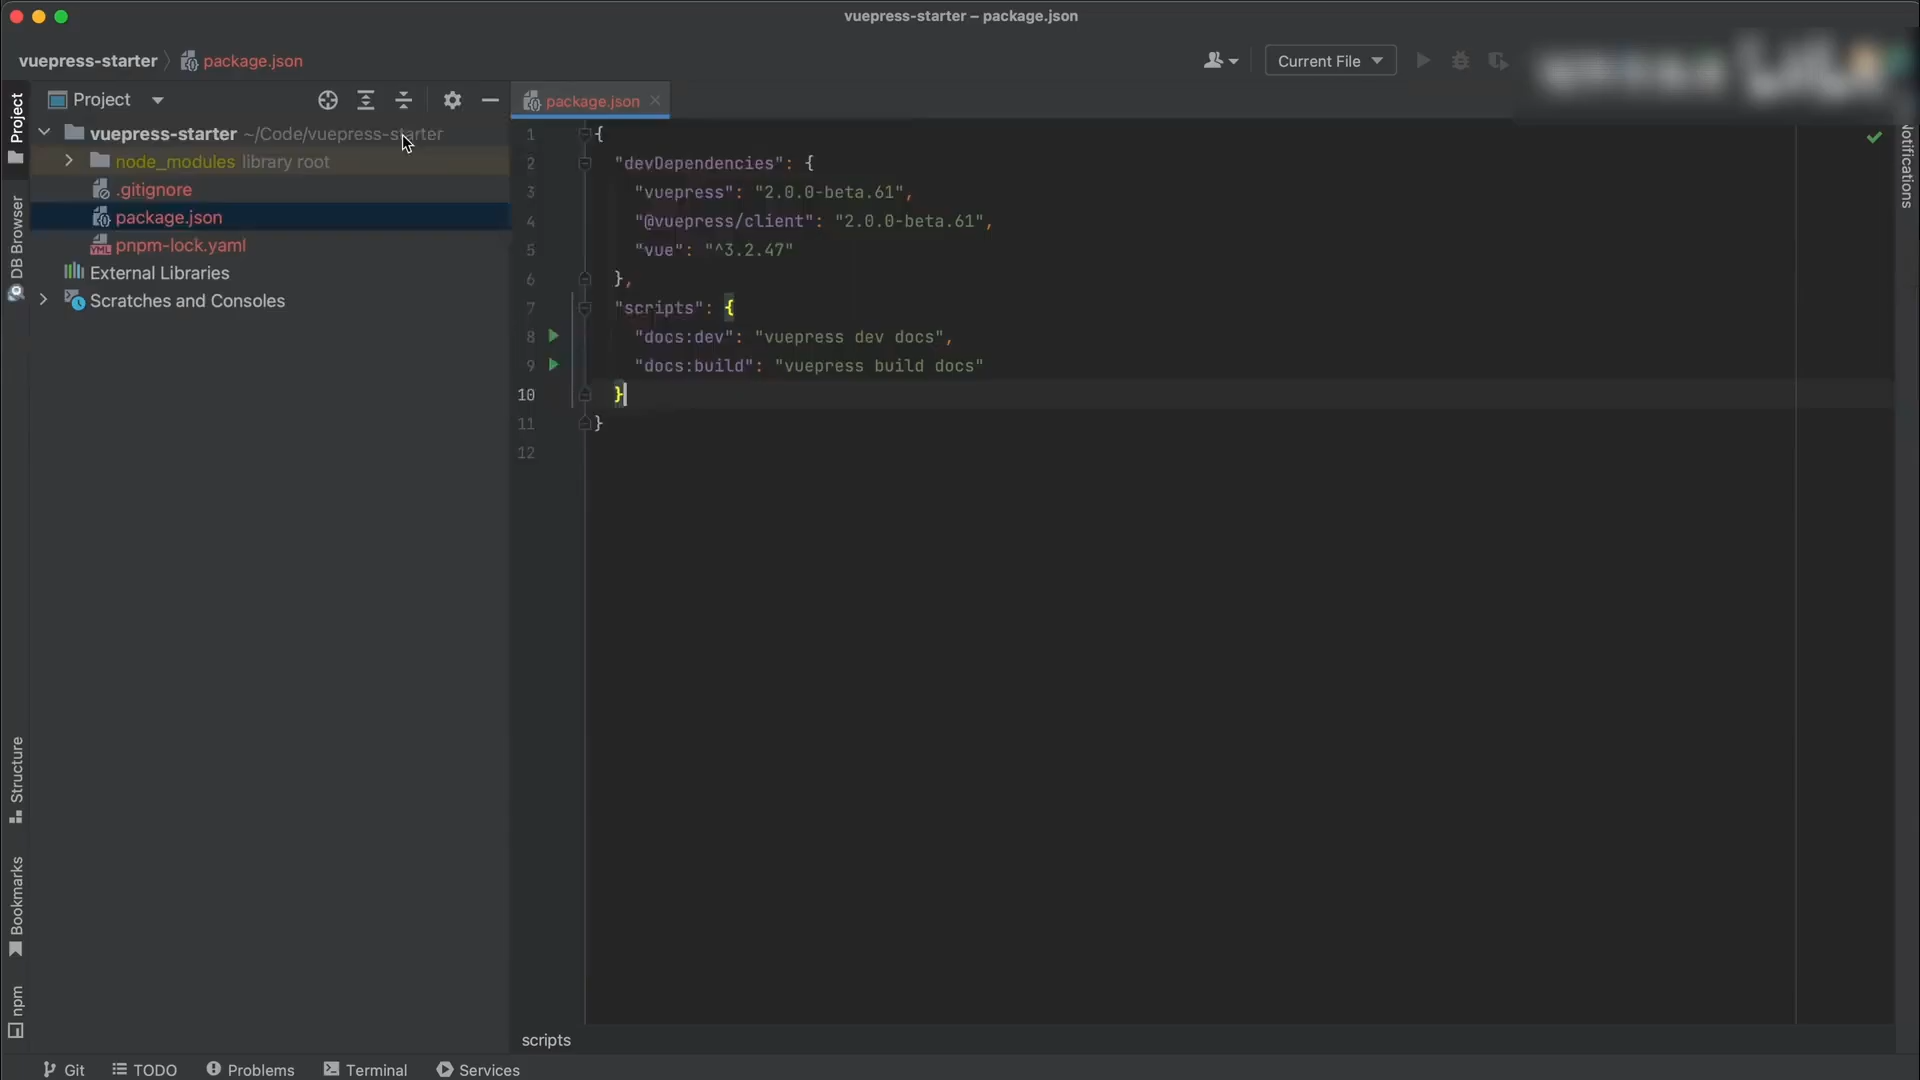 vuepress-starter – package.json
vuepress-starter package.json
Current File
Project
package.json
Project
vuepress-starter ~/Code/vuepress-starter
node_modules library root
.gitignore
package.json
pnpm-lock.yaml
External Libraries
Scratches and Consoles
DB Browser
Structure
Bookmarks
npm
1 {
2 "devDependencies": {
3 "vuepress": "2.0.0-beta.61",
4 "@vuepress/client": "2.0.0-beta.61",
5 "vue": "^3.2.47"
6 },
7 "scripts": {
8 "docs:dev": "vuepress dev docs",
9 "docs:build": "vuepress build docs"
10 }
11 }
12
Notifications
scripts
Git TODO Problems Terminal Services